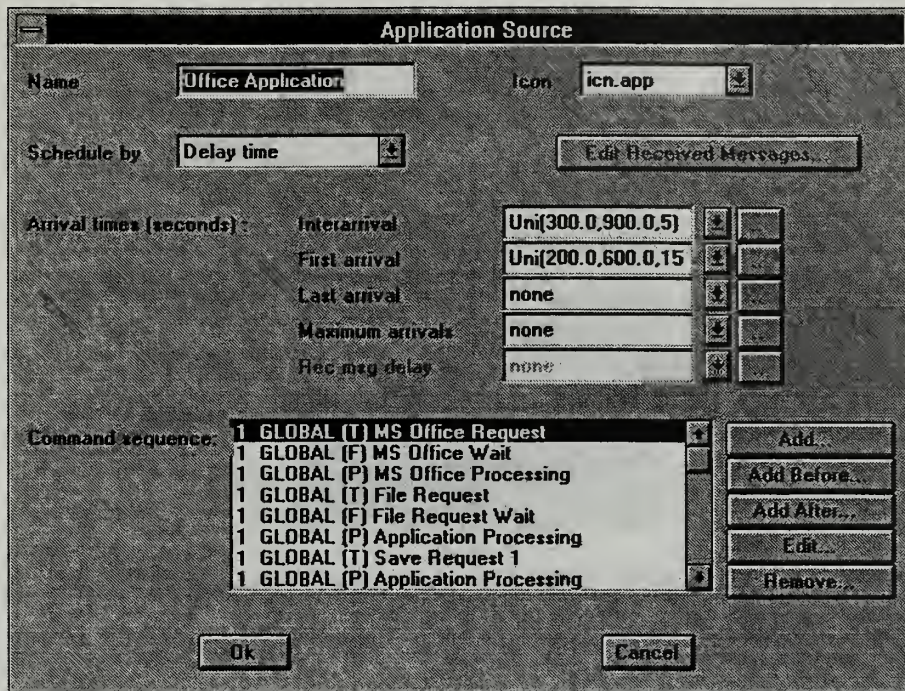 Application Source
Name Office Application Icon icn.app
Schedule by Delay time Edit Received Messages...
Arrival times (seconds) : Interarrival Uni(300.0,900.0,5)
First arrival Uni(200.0,600.0,15
Last arrival none
Maximum arrivals none
Rec msg delay none
Command sequence: 1 GLOBAL (T) MS Office Request
1 GLOBAL (F) MS Office Wait
1 GLOBAL (P) MS Office Processing
1 GLOBAL (T) File Request
1 GLOBAL (F) File Request Wait
1 GLOBAL (P) Application Processing
1 GLOBAL (T) Save Request 1
1 GLOBAL (P) Application Processing
Add...
Add Before...
Add After...
Edit...
Remove...
Ok Cancel